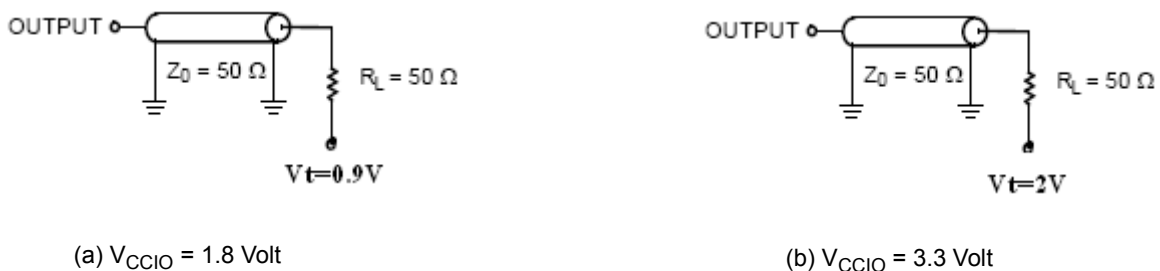 OUTPUT
Z0 = 50 Ω
RL = 50 Ω
Vt=0.9V
(a) VCCIO = 1.8 Volt
OUTPUT
Z0 = 50 Ω
RL = 50 Ω
Vt=2V
(b) VCCIO = 3.3 Volt